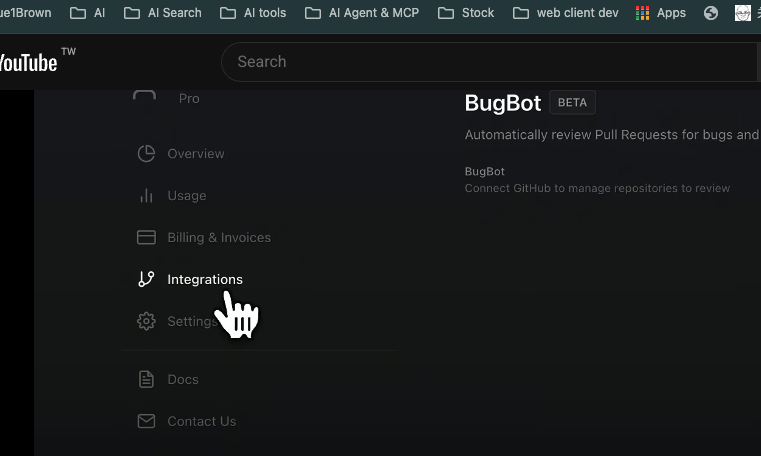 ue1Brown AI AI Search AI tools AI Agent & MCP Stock web client dev Apps
YouTube TW
Search
Pro
BugBot BETA
Automatically review Pull Requests for bugs and
Overview
BugBot
Connect GitHub to manage repositories to review
Usage
Billing & Invoices
Integrations
Settings
Docs
Contact Us